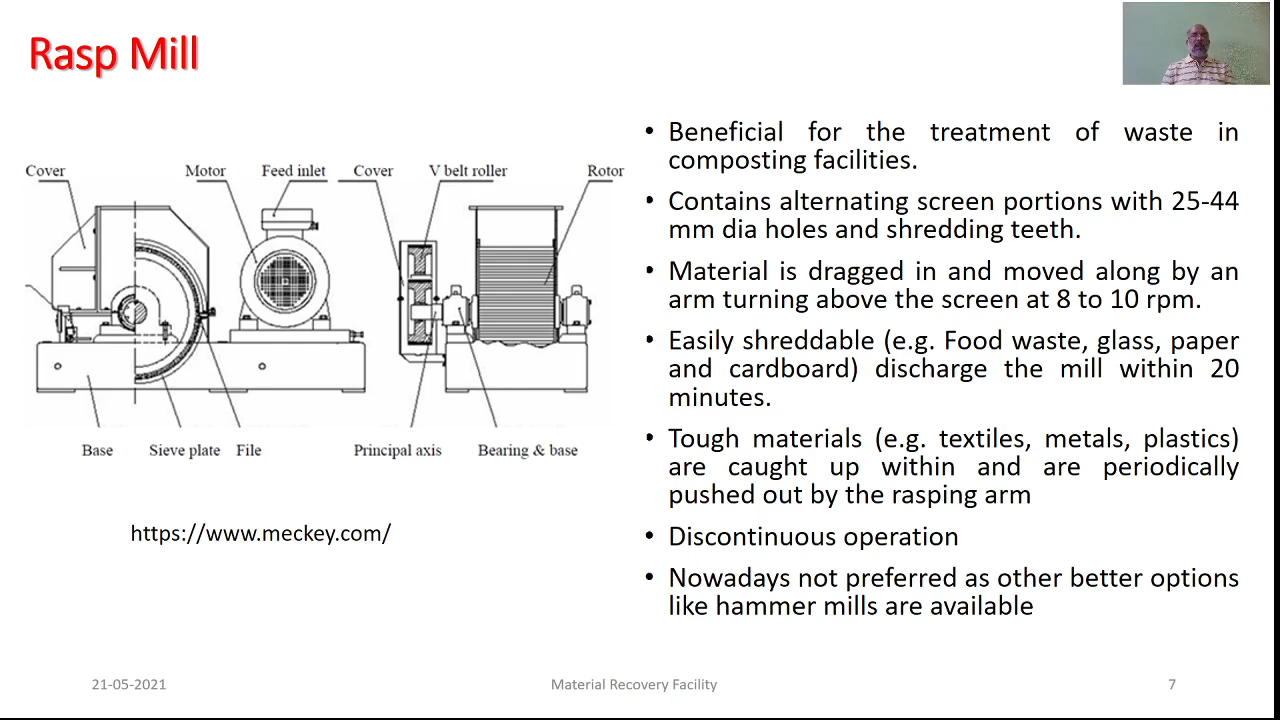 Rasp Mill
Cover
Motor
Feed inlet
Cover
V belt roller
Rotor
Base
Sieve plate
File
Principal axis
Bearing & base
https://www.meckey.com/
• Beneficial for the treatment of waste in
composting facilities.
• Contains alternating screen portions with 25-44
mm dia holes and shredding teeth.
• Material is dragged in and moved along by an
arm turning above the screen at 8 to 10 rpm.
• Easily shreddable (e.g. Food waste, glass, paper
and cardboard) discharge the mill within 20
minutes.
• Tough materials (e.g. textiles, metals, plastics)
are caught up within and are periodically
pushed out by the rasping arm
• Discontinuous operation
• Nowadays not preferred as other better options
like hammer mills are available
21-05-2021
Material Recovery Facility
7